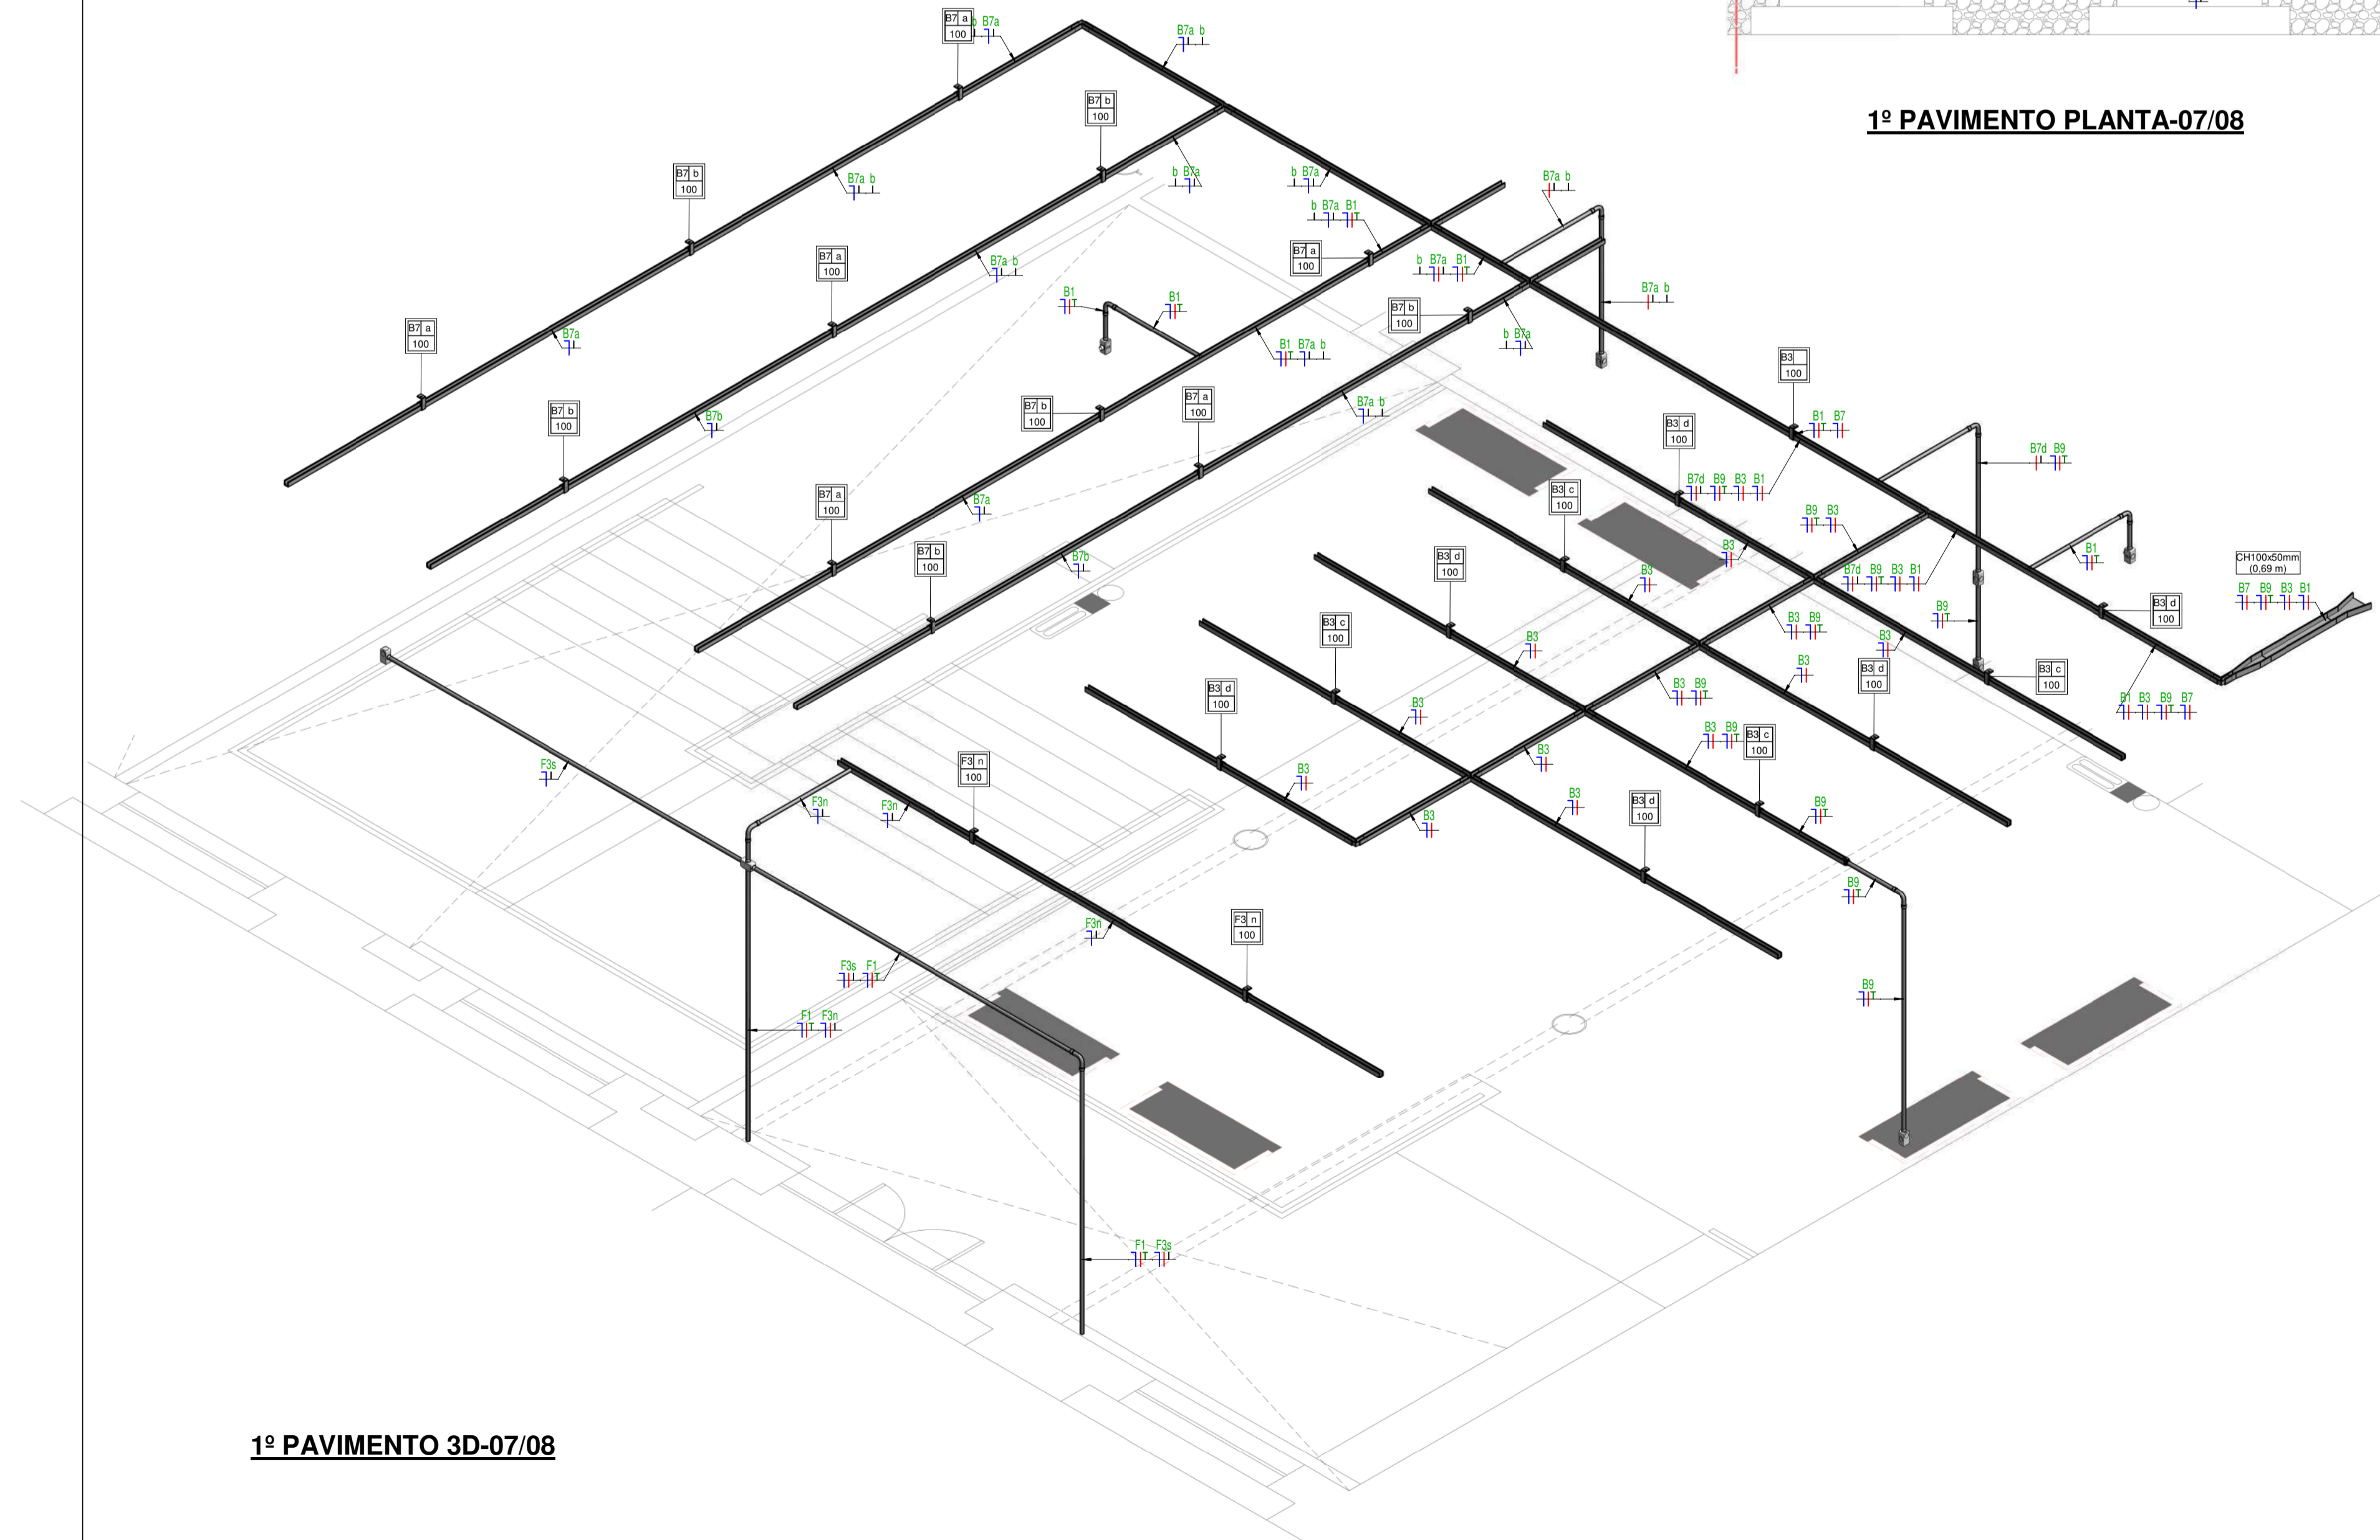 B7 a
100
b B7a
B7a b
1º PAVIMENTO PLANTA-07/08
B7 b
100
B7 b
100
B7a b
b B7a
b B7a
B7a b
b B7a B1
B7 a
100
B7 a
100
B7a b
b B7a B1
B7a b
B1
B1
B7 b
100
B7 a
100
B7a
b B7a
B1 B7a b
B3
100
B7 b
100
B7b
B7 b
100
B7 a
100
B7a b
B3 d
100
B1 B7
B7d B9
B7d B9 B3 B1
B7 a
100
B7a
B3 c
100
B9 B3
B7 b
100
B7b
B3 d
100
B3
B3
B1
B7d B9 B3 B1
CH100x50mm
(0,69 m)
B7 B9 B3 B1
B3 c
100
B3
B3 B9
B9
B3 d
100
B3
B3
B3 d
100
B3 c
100
B3 d
100
B3
B3 B9
B1 B3 B9 B7
F3s
F3 n
100
B3
B3
B3 B9
B3 c
100
F3n
F3n
B3
B3
B3 d
100
B9
B9
F3 n
100
F3n
F3s F1
B9
F1 F3n
F1 F3s
1º PAVIMENTO 3D-07/08